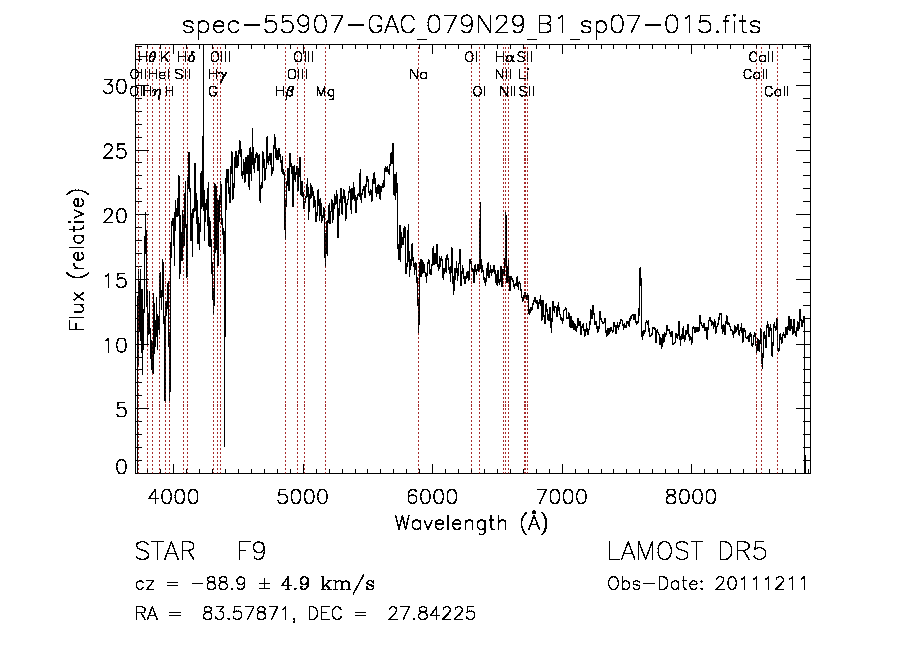 spec-55907-GAC_079N29_B1_sp07-015.fits
Hθ K Hδ OIII OIII OI Hα SII CaII
OII HeI SII Hγ OIII Na NII Li CaII
Hη H G Hβ Mg OI NII SII CaII
30
25
20
15
10
5
0
Flux (relative)
4000 5000 6000 7000 8000
Wavelength (Å)
STAR F9 LAMOST DR5
cz = -88.9 ± 4.9 km/s Obs-Date: 20111211
RA = 83.57871, DEC = 27.84225